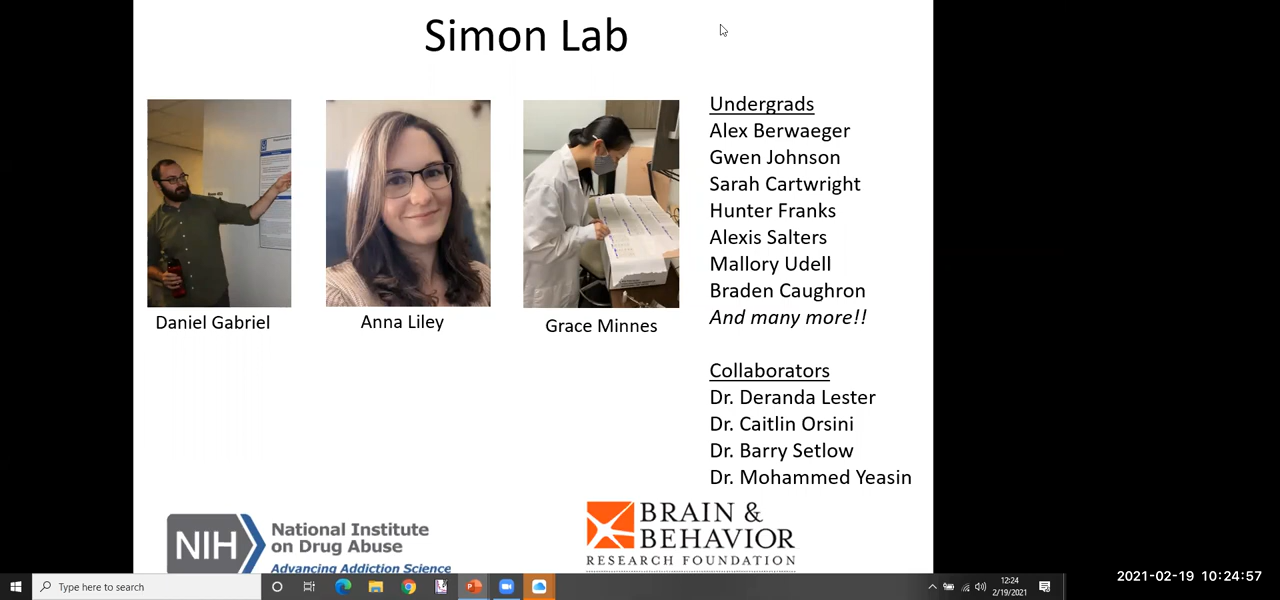 Simon Lab
Daniel Gabriel
Anna Liley
Grace Minnes
Undergrads
Alex Berwaeger
Gwen Johnson
Sarah Cartwright
Hunter Franks
Alexis Salters
Mallory Udell
Braden Caughron
And many more!!
Collaborators
Dr. Deranda Lester
Dr. Caitlin Orsini
Dr. Barry Setlow
Dr. Mohammed Yeasin
NIH
National Institute
on Drug Abuse
Advancing Addiction Science
BRAIN &
BEHAVIOR
RESEARCH FOUNDATION
Type here to search
12:24
2/19/2021
2021-02-19 10:24:57